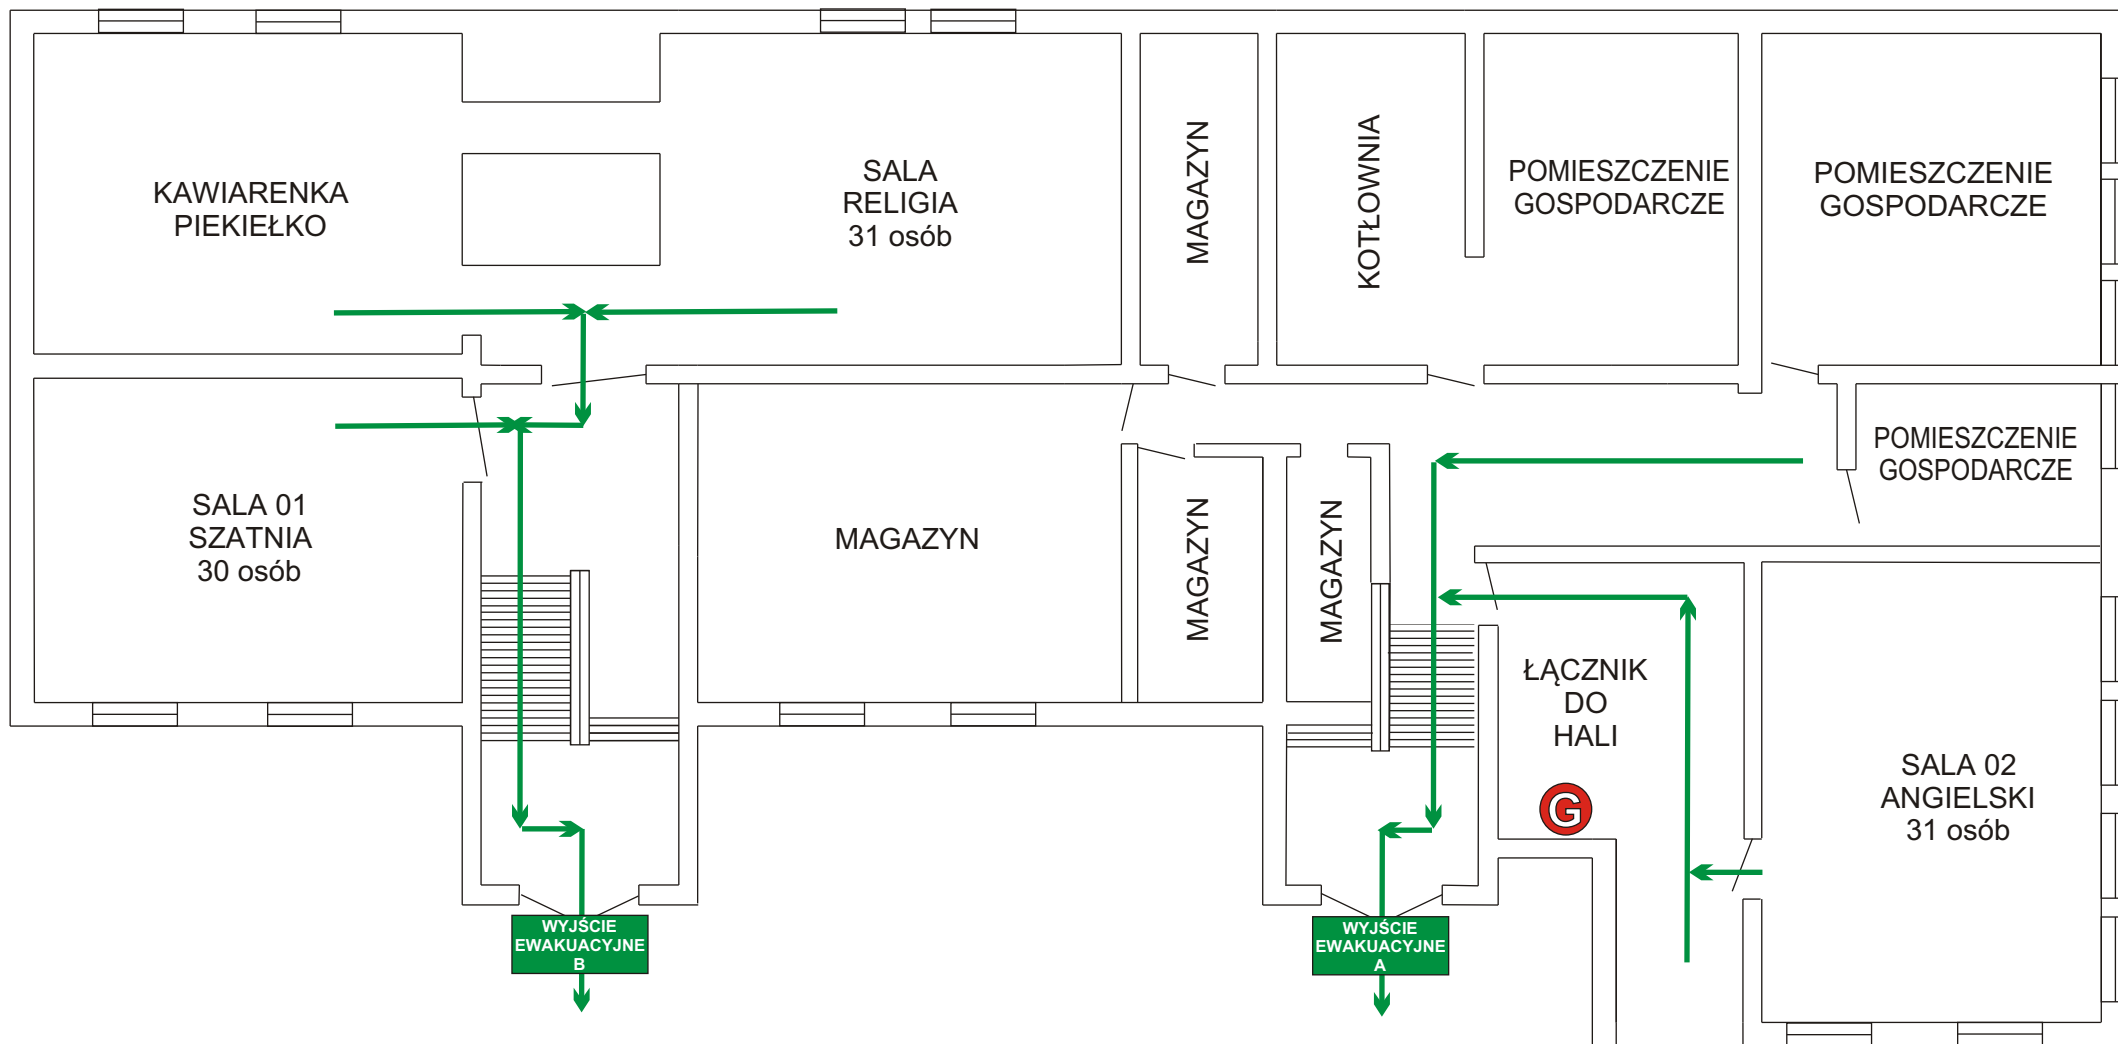 KAWIARENKA
PIEKIEŁKO
SALA
RELIGIA
31 osób
MAGAZYN
KOTŁOWNIA
POMIESZCZENIE
GOSPODARCZE
POMIESZCZENIE
GOSPODARCZE
POMIESZCZENIE
GOSPODARCZE
SALA 01
SZATNIA
30 osób
MAGAZYN
MAGAZYN
MAGAZYN
ŁĄCZNIK
DO
HALI
G
SALA 02
ANGIELSKI
31 osób
WYJŚCIE
EWAKUACYJNE
B
WYJŚCIE
EWAKUACYJNE
A